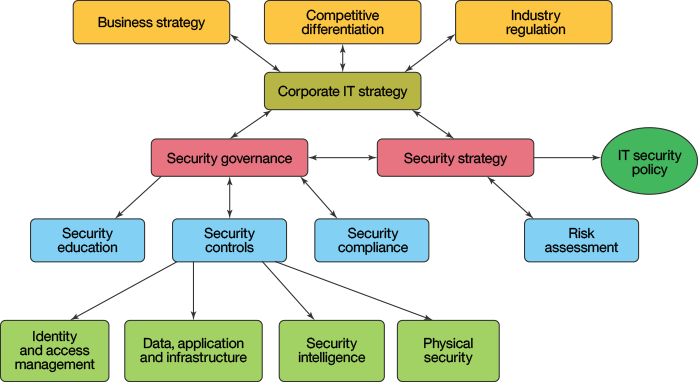 Business strategy
Competitive
differentiation
Industry
regulation
Corporate IT strategy
Security governance
Security strategy
IT security
policy
Security
education
Security
controls
Security
compliance
Risk
assessment
Identity
and access
management
Data, application
and infrastructure
Security
intelligence
Physical
security